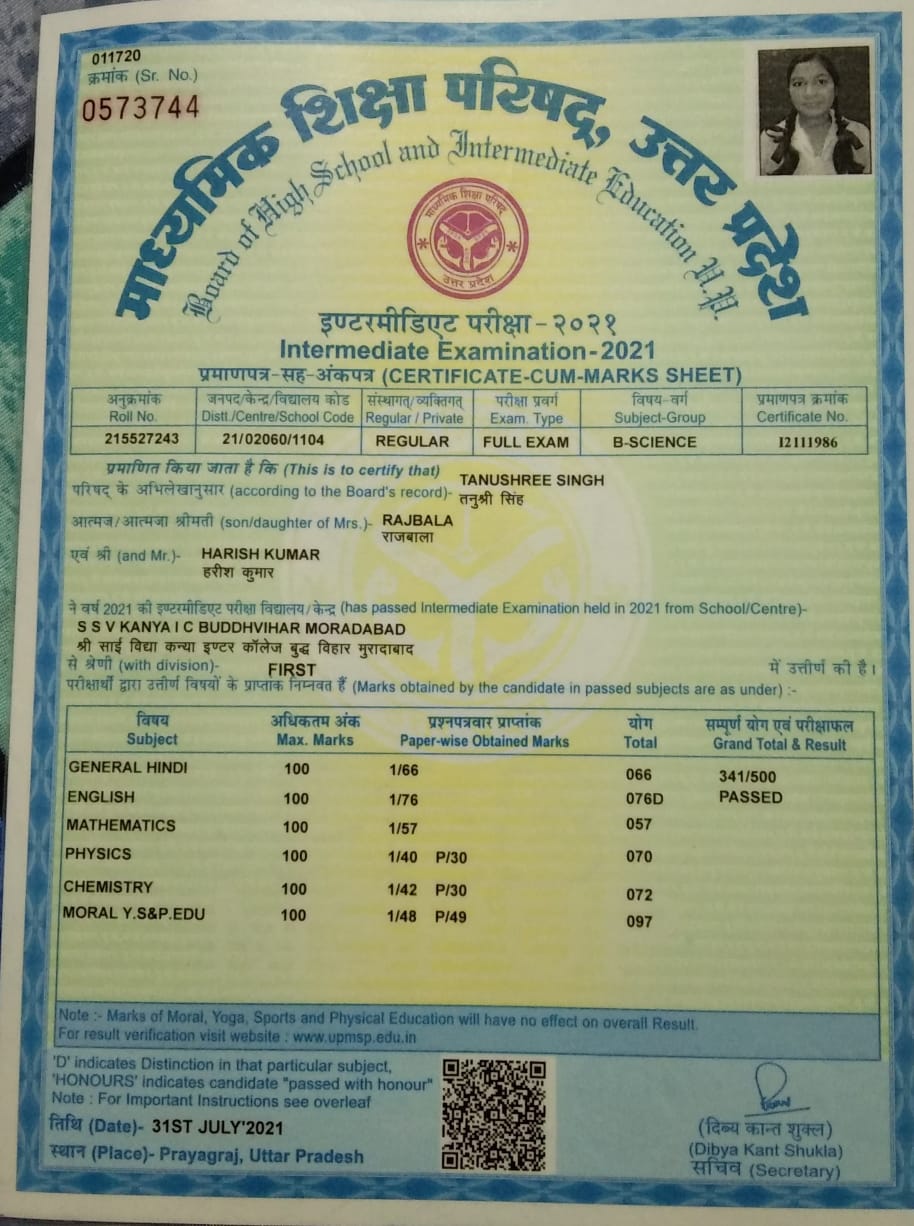 011720
क्रमांक (Sr. No.)
0573744
माध्यमिक शिक्षा परिषद्, उत्तर प्रदेश
Board of High School and Intermediate Education U.P.
माध्यमिक शिक्षा परिषद्
उत्तर प्रदेश
इण्टरमीडिएट परीक्षा - २०२१
Intermediate Examination-2021
प्रमाणपत्र-सह-अंकपत्र (CERTIFICATE-CUM-MARKS SHEET)
अनुक्रमांक जनपद/केन्द्र/विद्यालय कोड संस्थागत/व्यक्तिगत परीक्षा प्रवर्ग विषय-वर्ग प्रमाणपत्र क्रमांक
Roll No. Distt./Centre/School Code Regular / Private Exam. Type Subject-Group Certificate No.
215527243 21/02060/1104 REGULAR FULL EXAM B-SCIENCE 12111986
प्रमाणित किया जाता है कि (This is to certify that)
परिषद् के अभिलेखानुसार (according to the Board's record)- TANUSHREE SINGH
तनुश्री सिंह
आत्मज/आत्मजा श्रीमती (son/daughter of Mrs.)- RAJBALA
राजबाला
एवं श्री (and Mr.)- HARISH KUMAR
हरीश कुमार
ने वर्ष 2021 की इण्टरमीडिएट परीक्षा विद्यालय/केन्द्र (has passed Intermediate Examination held in 2021 from School/Centre)-
S S V KANYA I C BUDDHVIHAR MORADABAD
श्री साई विद्या कन्या इण्टर कॉलेज बुद्ध विहार मुरादाबाद
से श्रेणी (with division)- FIRST में उत्तीर्ण की है।
परीक्षार्थी द्वारा उत्तीर्ण विषयों के प्राप्तांक निम्नवत हैं (Marks obtained by the candidate in passed subjects are as under) :-
विषय अधिकतम अंक प्रश्नपत्रवार प्राप्तांक योग सम्पूर्ण योग एवं परीक्षाफल
Subject Max. Marks Paper-wise Obtained Marks Total Grand Total & Result
GENERAL HINDI 100 1/66 066 341/500
ENGLISH 100 1/76 076D PASSED
MATHEMATICS 100 1/57 057
PHYSICS 100 1/40 P/30 070
CHEMISTRY 100 1/42 P/30 072
MORAL Y.S&P.EDU 100 1/48 P/49 097
Note :- Marks of Moral, Yoga, Sports and Physical Education will have no effect on overall Result.
For result verification visit website : www.upmsp.edu.in
'D' indicates Distinction in that particular subject,
'HONOURS' indicates candidate "passed with honour"
Note : For Important Instructions see overleaf
तिथि (Date)- 31ST JULY'2021
स्थान (Place)- Prayagraj, Uttar Pradesh
(दिब्य कान्त शुक्ल)
(Dibya Kant Shukla)
सचिव (Secretary)